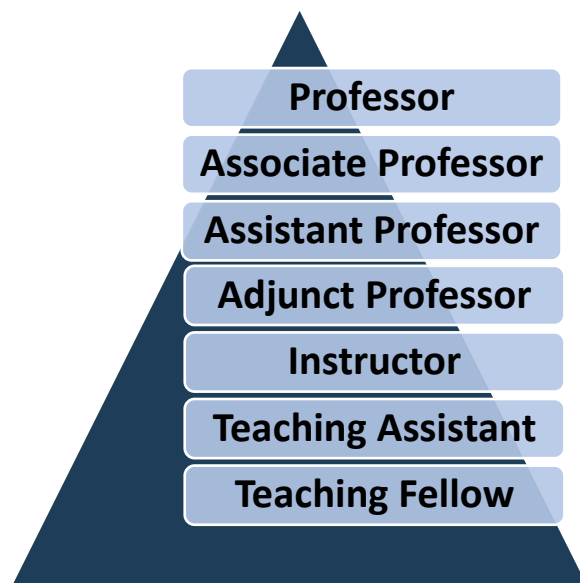 Professor
Associate Professor
Assistant Professor
Adjunct Professor
Instructor
Teaching Assistant
Teaching Fellow